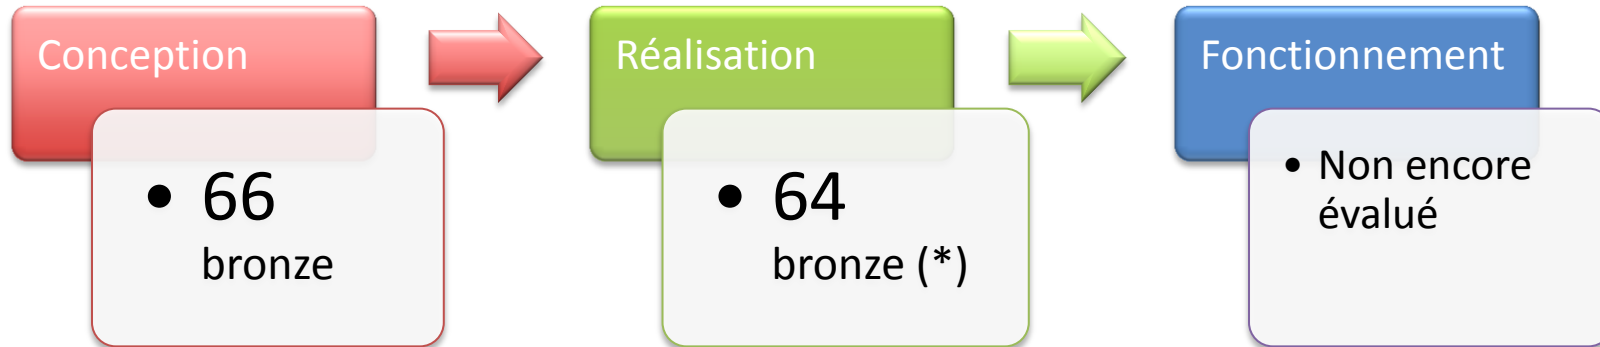 Conception
• 66
bronze
Réalisation
• 64
bronze (*)
Fonctionnement
• Non encore
évalué